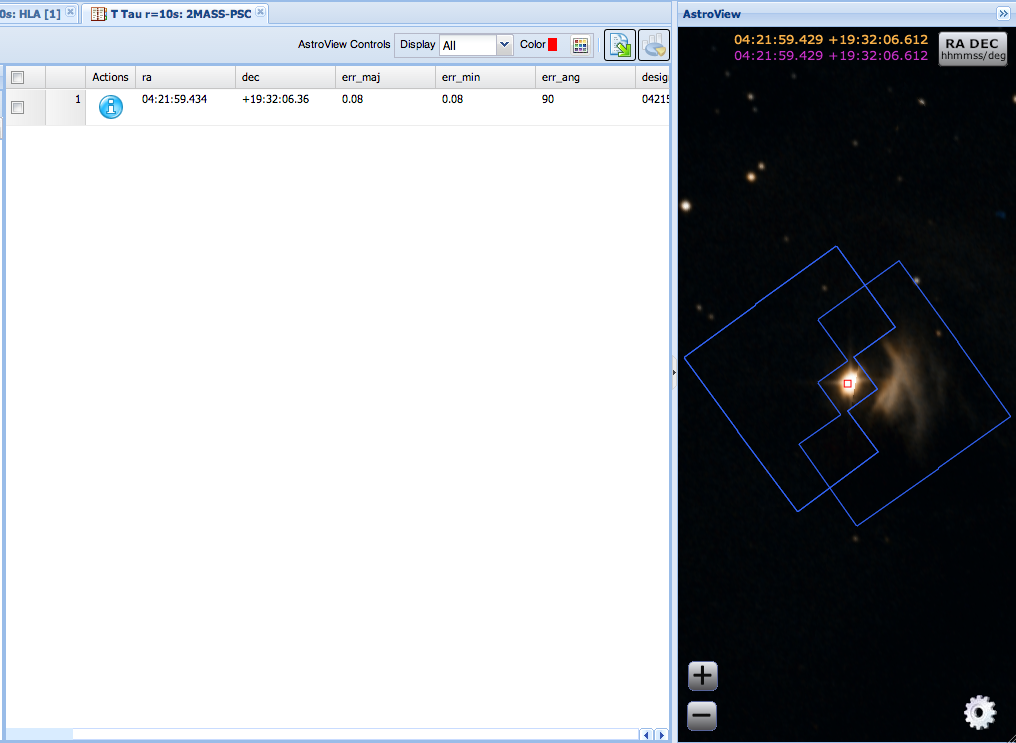 0s: HLA [1]
T Tau r=10s: 2MASS-PSC
AstroView Controls Display All Color
Actions ra dec err_maj err_min err_ang desig
1 04:21:59.434 +19:32:06.36 0.08 0.08 90 04215
AstroView
04:21:59.429 +19:32:06.612
04:21:59.429 +19:32:06.612
RA DEC
hhmmss/deg